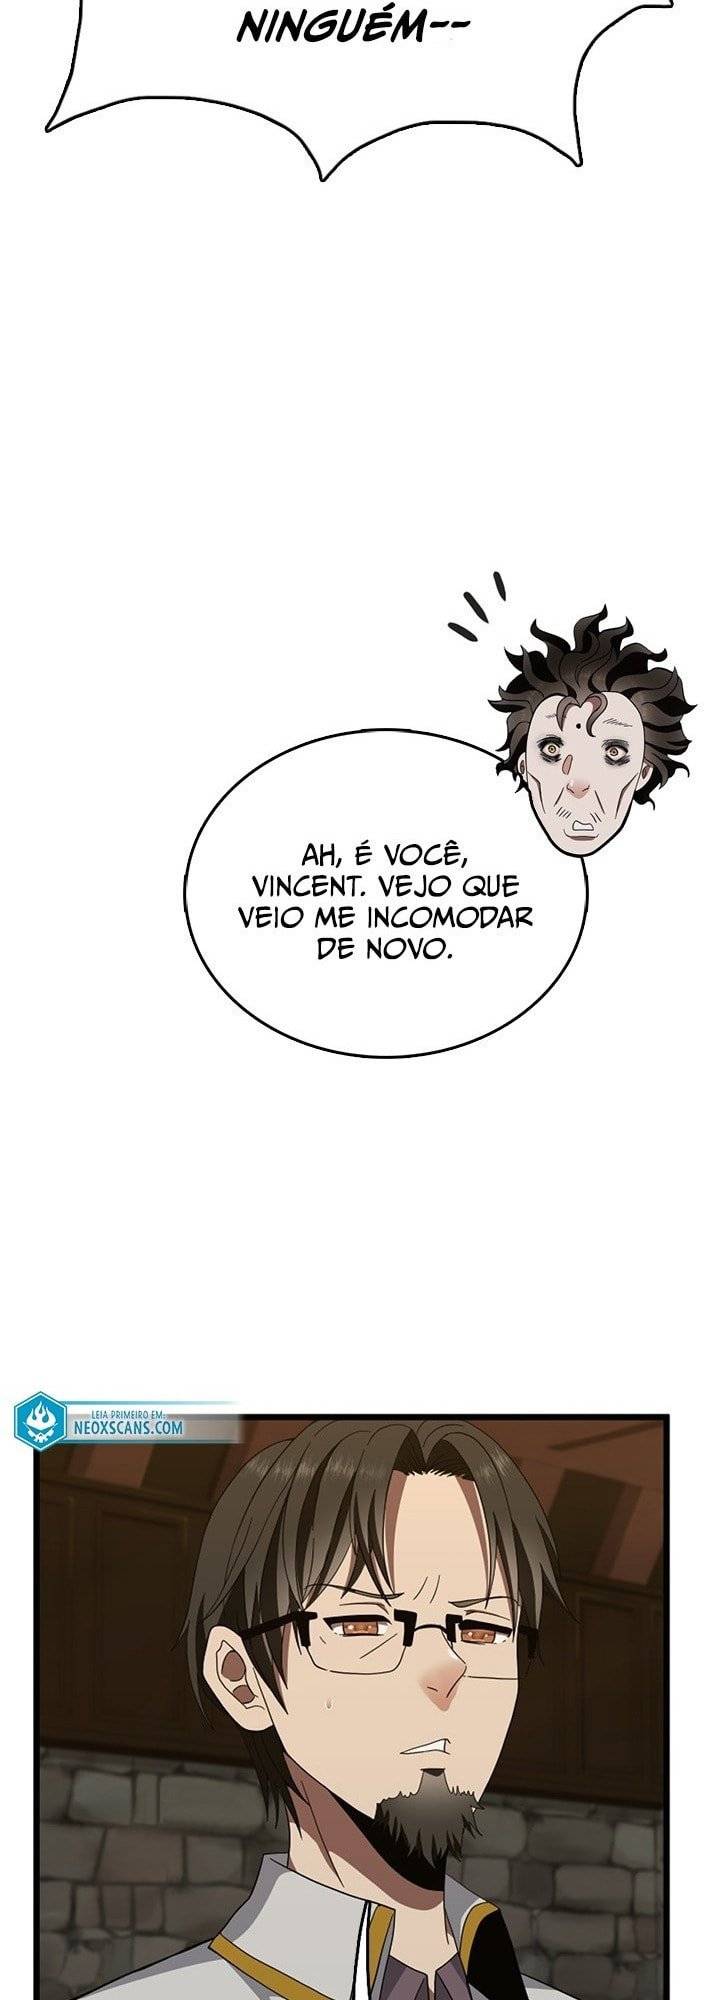 NINGUÉM--
AH, É VOCÊ,
VINCENT. VEJO QUE
VEIO ME INCOMODAR
DE NOVO.
LEIA PRIMEIRO EM:
NEOXSCANS.COM